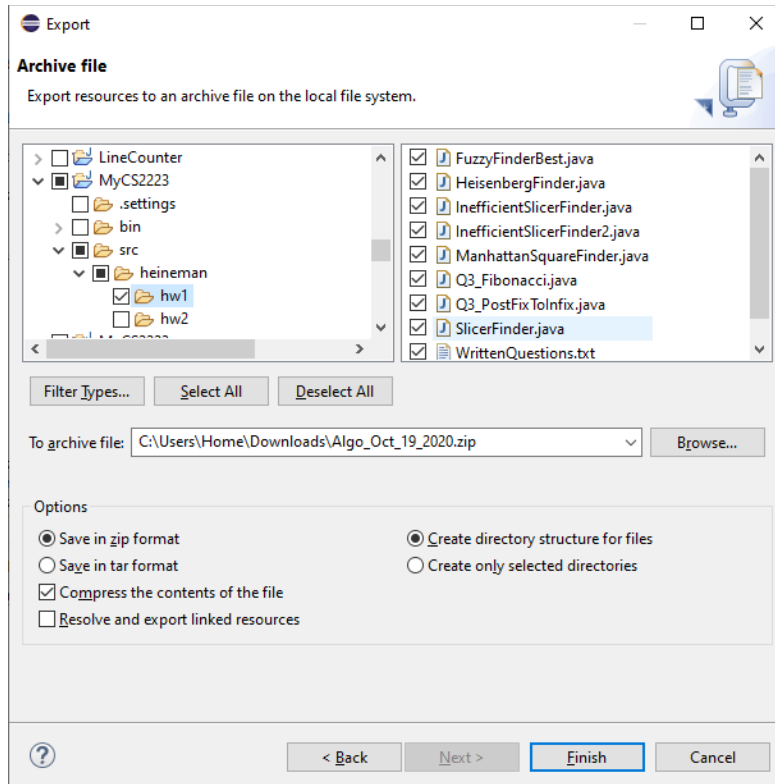 Export
Archive file
Export resources to an archive file on the local file system.
LineCounter
MyCS2223
.settings
bin
src
heineman
hw1
hw2
FuzzyFinderBest.java
HeisenbergFinder.java
InefficientSlicerFinder.java
InefficientSlicerFinder2.java
ManhattanSquareFinder.java
Q3_Fibonacci.java
Q3_PostFixToInfix.java
SlicerFinder.java
WrittenQuestions.txt
Filter Types... Select All Deselect All
To archive file: C:\Users\Home\Downloads\Algo_Oct_19_2020.zip Browse...
Options
Save in zip format Create directory structure for files
Save in tar format Create only selected directories
Compress the contents of the file
Resolve and export linked resources
? < Back Next > Finish Cancel